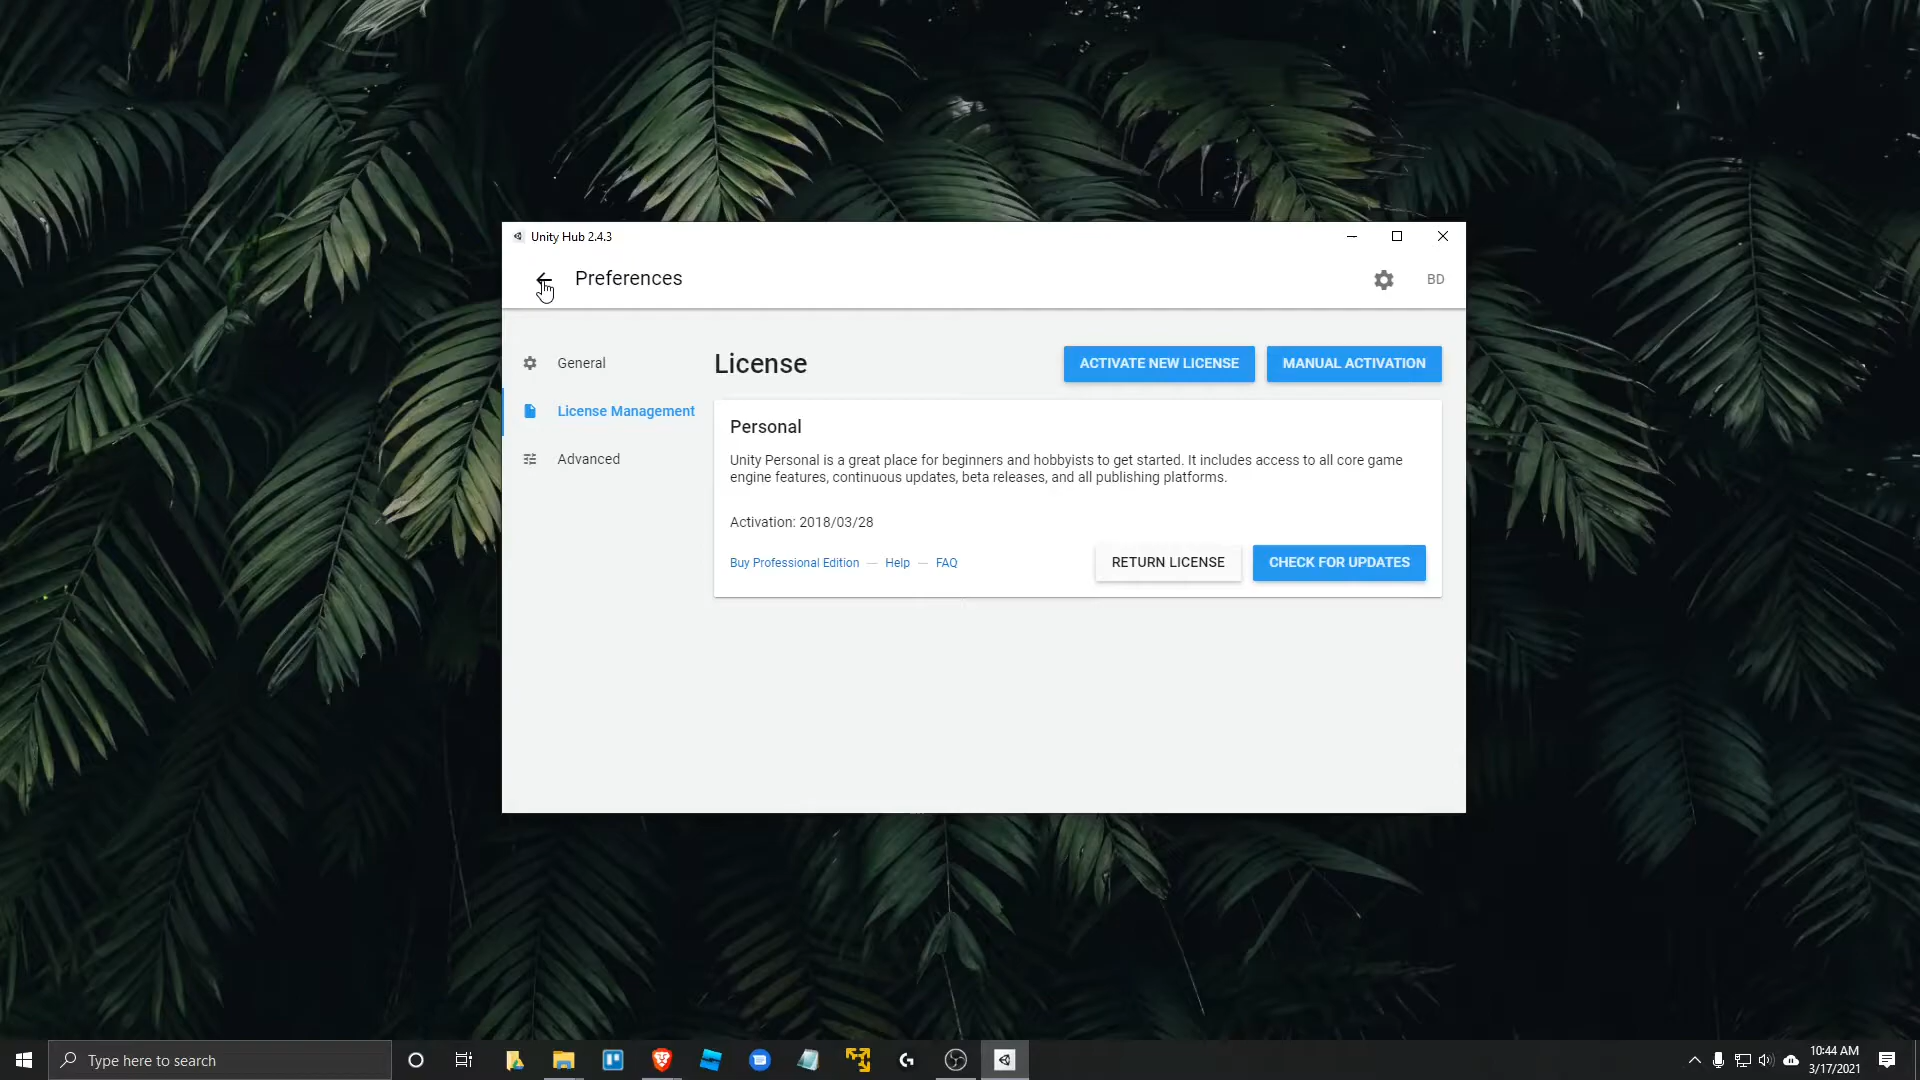 Unity Hub 2.4.3
Preferences
BD
General
License Management
Advanced
License
ACTIVATE NEW LICENSE
MANUAL ACTIVATION
Personal
Unity Personal is a great place for beginners and hobbyists to get started. It includes access to all core game
engine features, continuous updates, beta releases, and all publishing platforms.
Activation: 2018/03/28
Buy Professional Edition — Help — FAQ
RETURN LICENSE
CHECK FOR UPDATES
Type here to search
10:44 AM
3/17/2021